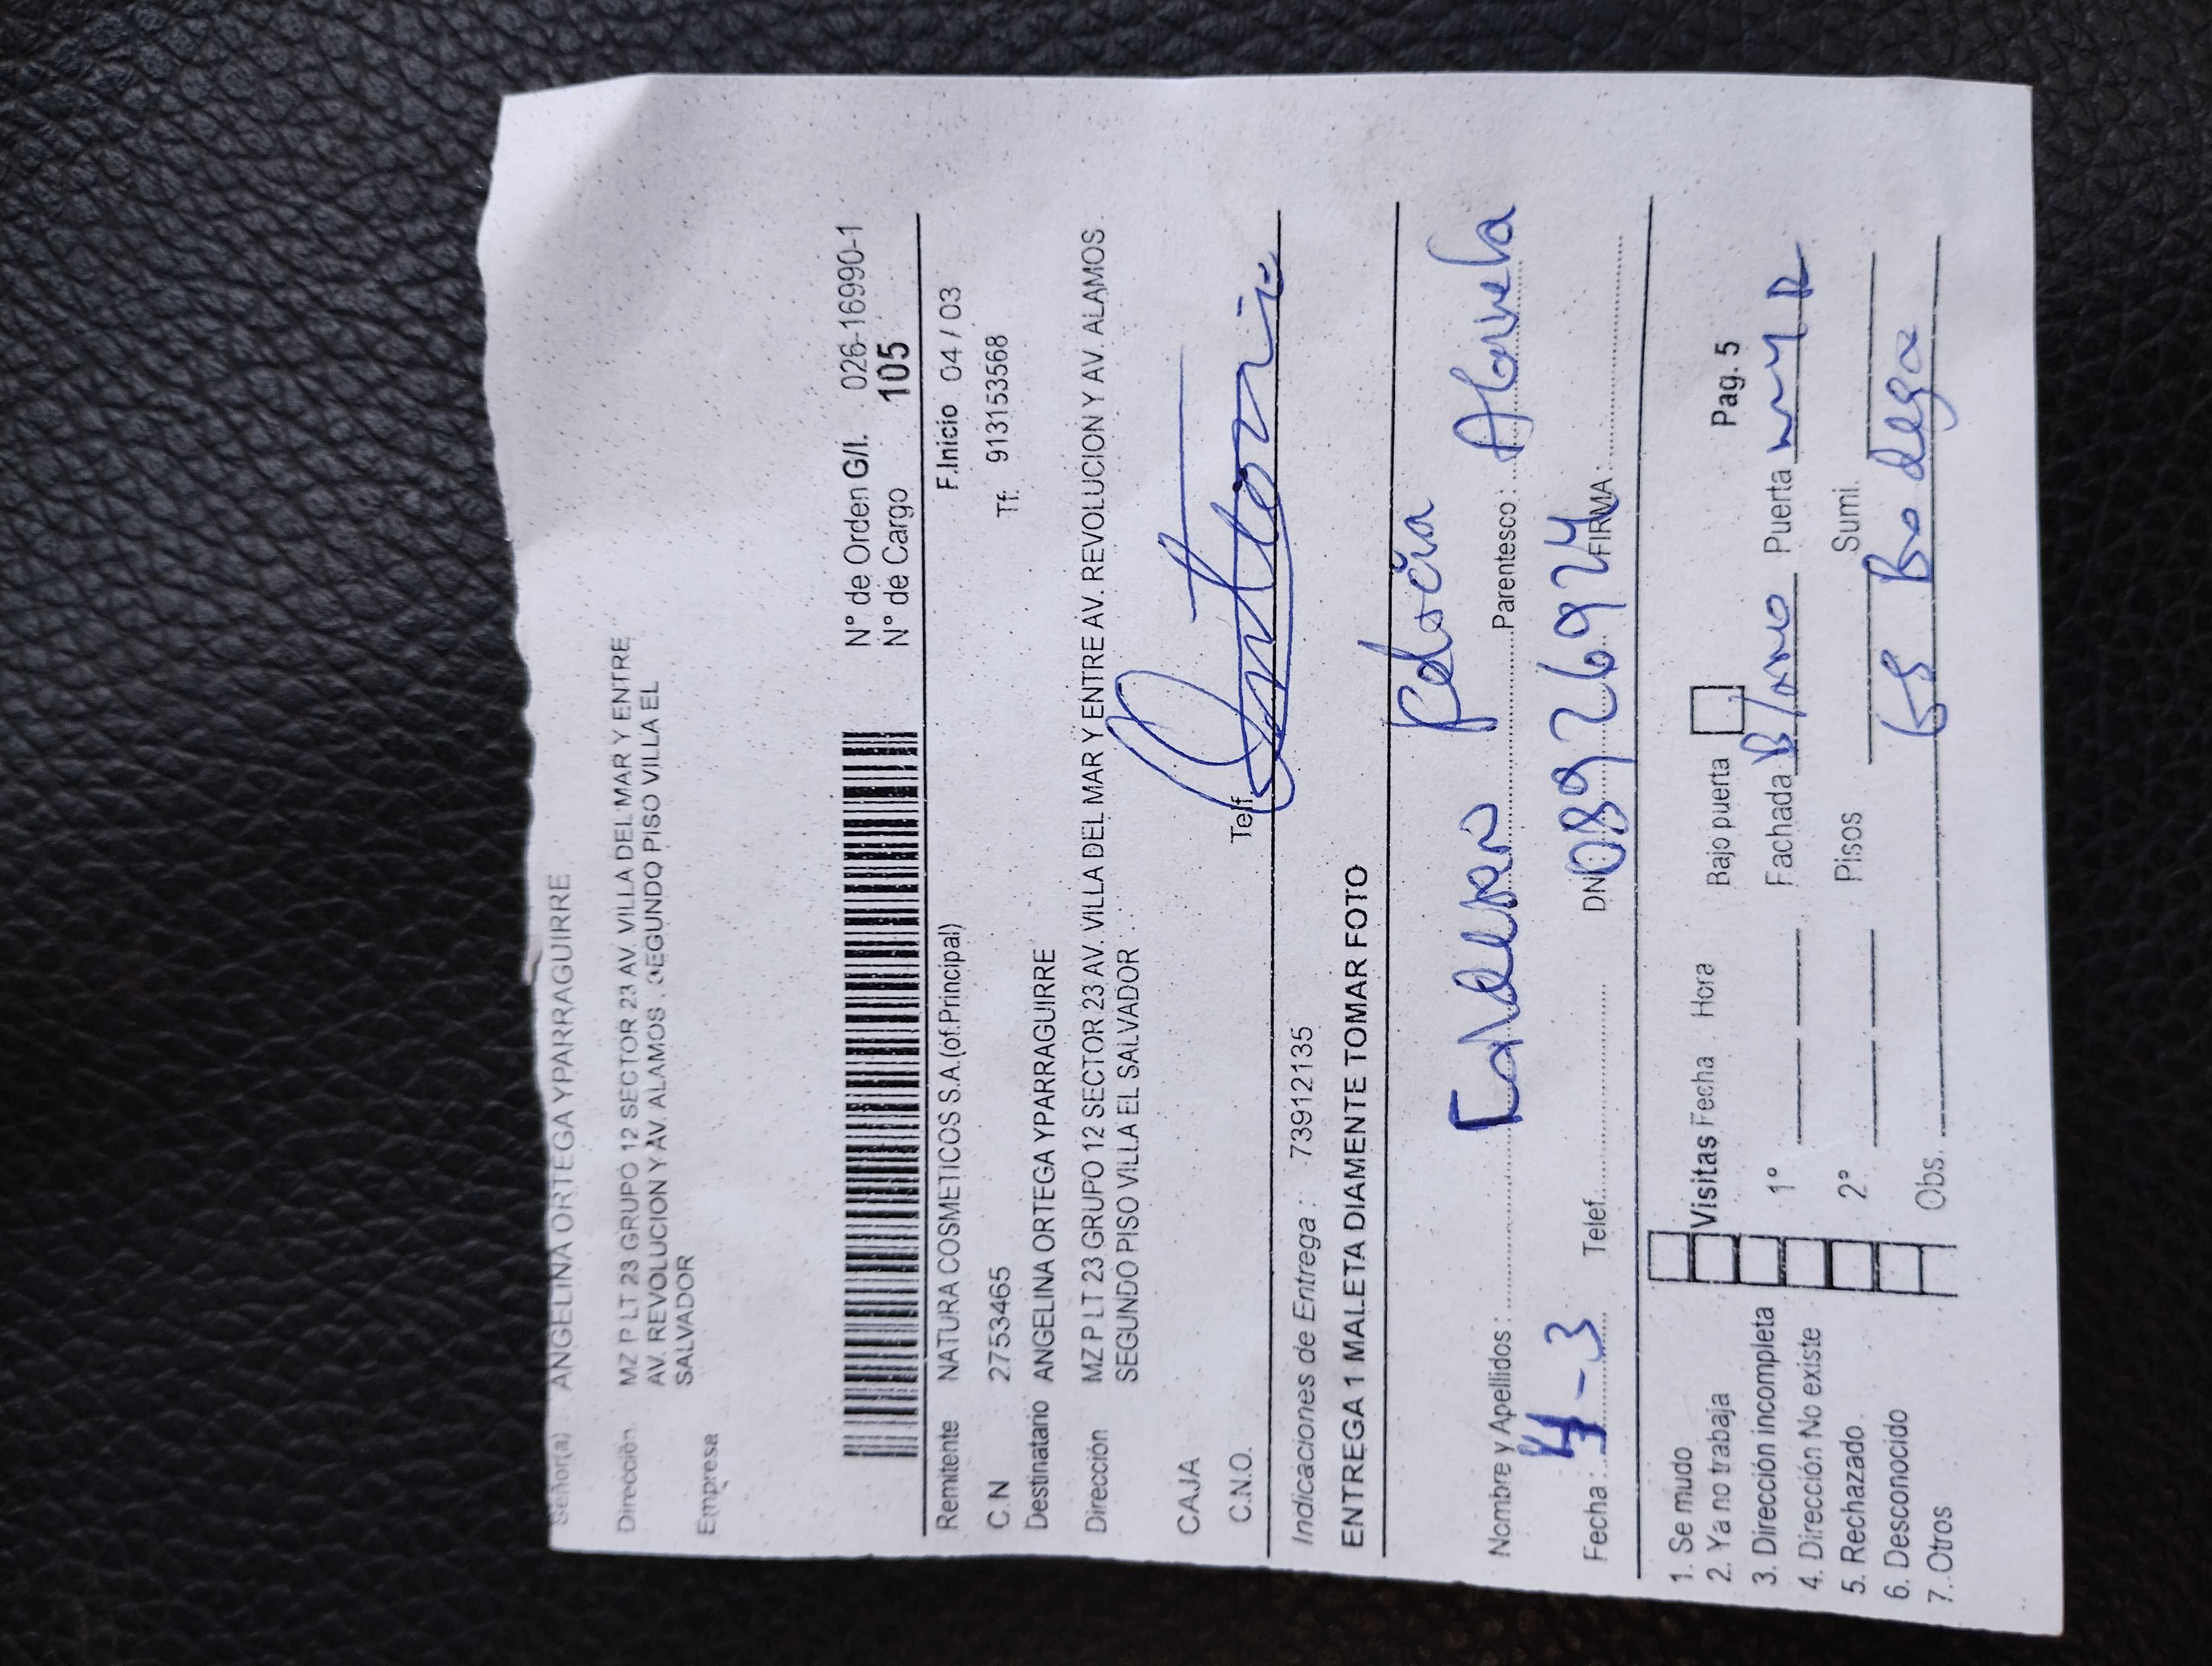 Señor(a) ANGELINA ORTEGA YPARRAGUIRRE
Dirección MZ P LT 23 GRUPO 12 SECTOR 23 AV. VILLA DEL MAR Y ENTRE
AV. REVOLUCION Y AV. ALAMOS . SEGUNDO PISO VILLA EL
SALVADOR
Empresa
N° de Orden G/I. 026-16990-1
N° de Cargo 105
Remitente NATURA COSMETICOS S.A.(of.Principal) F.Inicio 04 / 03
C.N 2753465 Tf: 913153568
Destinatario ANGELINA ORTEGA YPARRAGUIRRE
Dirección MZ P LT 23 GRUPO 12 SECTOR 23 AV. VILLA DEL MAR Y ENTRE AV. REVOLUCION Y AV. ALAMOS.
SEGUNDO PISO VILLA EL SALVADOR
CAJA
C.N.O. Telf.
Indicaciones de Entrega : 73912135
ENTREGA 1 MALETA DIAMENTE TOMAR FOTO
Nombre y Apellidos : Parentesco : Abuela
Fecha : 4-3 Telef. DNI 08926924 FIRMA:
1. Se mudo
2. Ya no trabaja
3. Dirección incompleta
4. Dirección No existe
5. Rechazado
6. Desconocido
7. Otros
Visitas Fecha Hora Bajo puerta Pag. 5
1° Fachada Puerta
2° Pisos Sumi.
Obs. Bodega